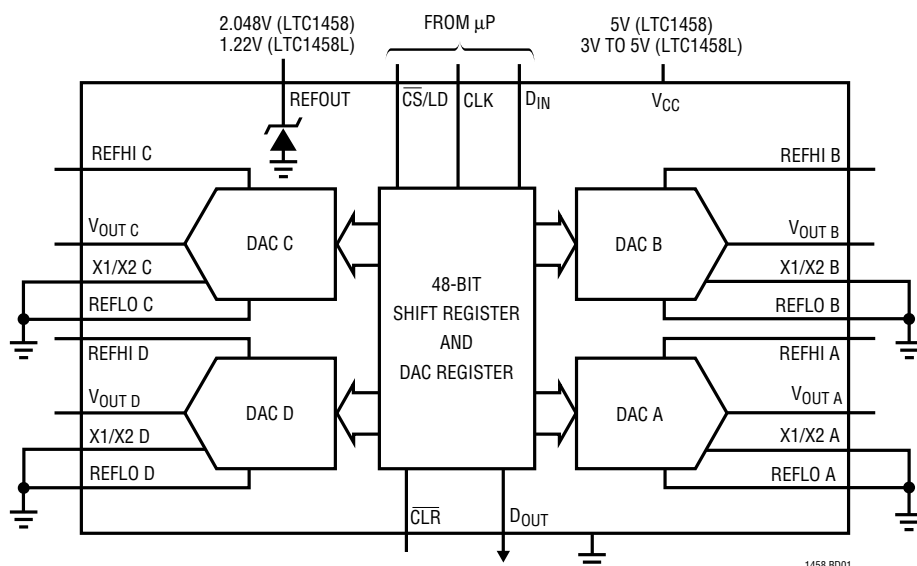 2.048V (LTC1458)
1.22V (LTC1458L)
FROM µP
5V (LTC1458)
3V TO 5V (LTC1458L)
REFOUT
CS/LD
CLK
DIN
VCC
REFHI C
REFHI B
VOUT C
DAC C
DAC B
VOUT B
X1/X2 C
X1/X2 B
REFLO C
REFLO B
48-BIT
SHIFT REGISTER
AND
DAC REGISTER
REFHI D
REFHI A
VOUT D
DAC D
DAC A
VOUT A
X1/X2 D
X1/X2 A
REFLO D
REFLO A
CLR
DOUT
1458 BD01